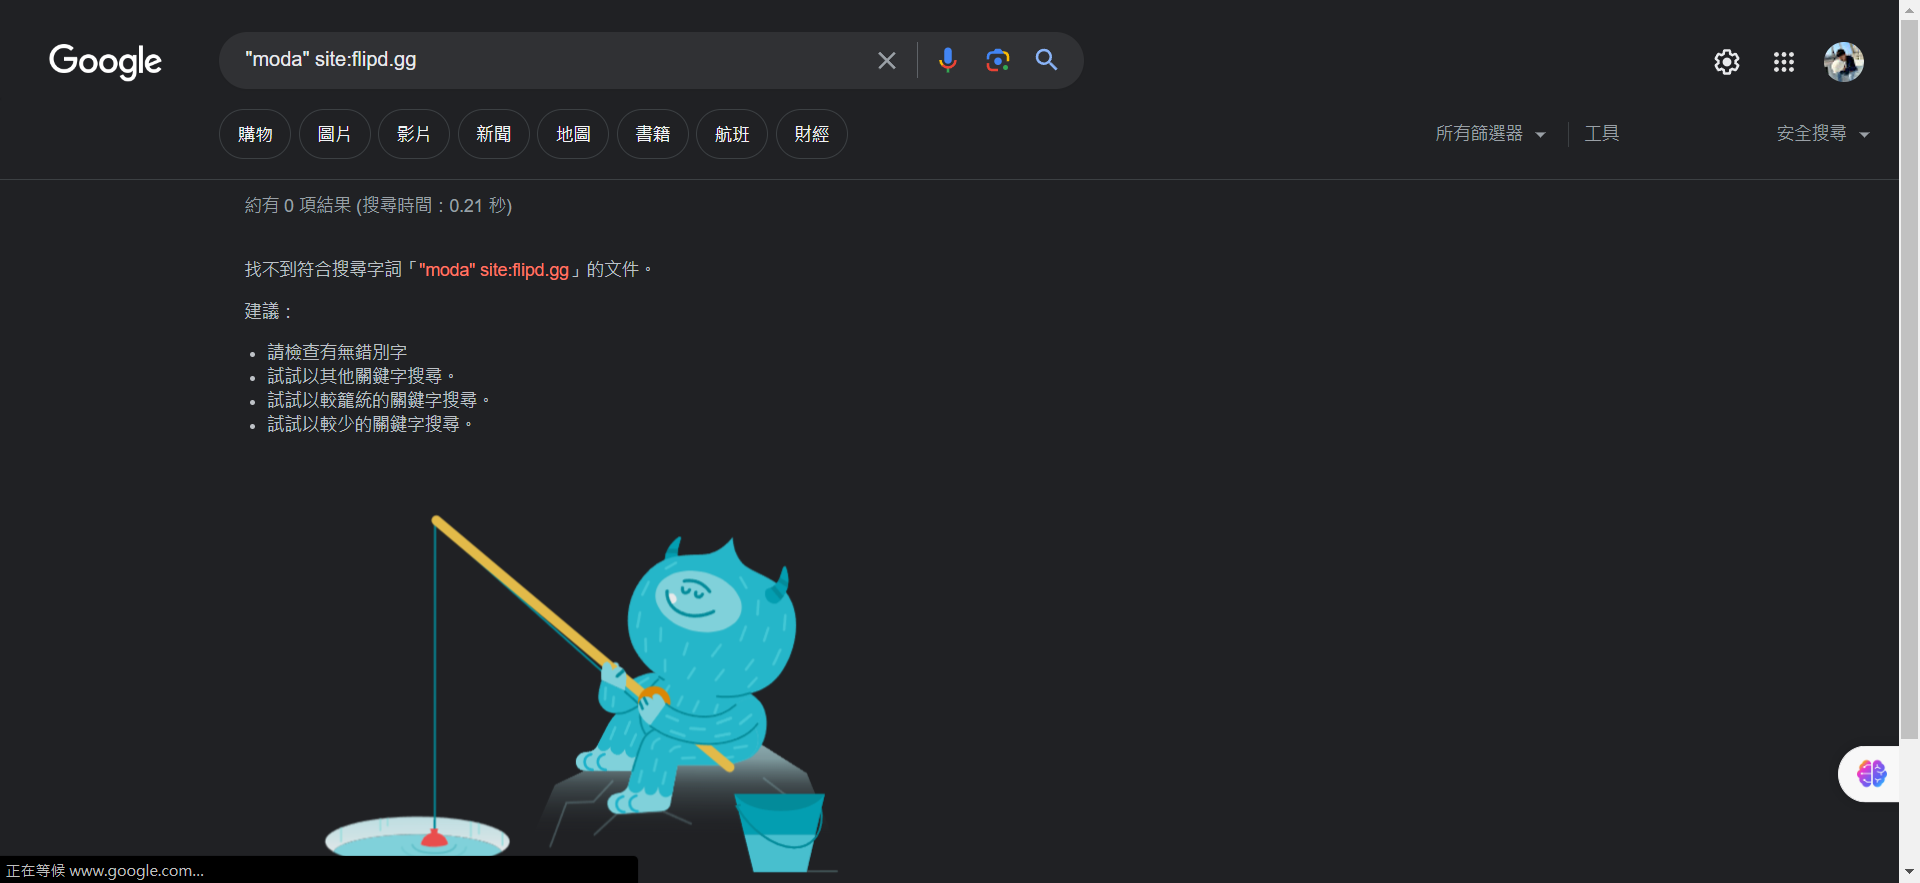 Google
"moda" site:flipd.gg
購物
圖片
影片
新聞
地圖
書籍
航班
財經
所有篩選器
工具
安全搜尋
約有 0 項結果 (搜尋時間：0.21 秒)
找不到符合搜尋字詞「"moda" site:flipd.gg」的文件。
建議：
請檢查有無錯別字
試試以其他關鍵字搜尋。
試試以較籠統的關鍵字搜尋。
試試以較少的關鍵字搜尋。
正在等候 www.google.com...